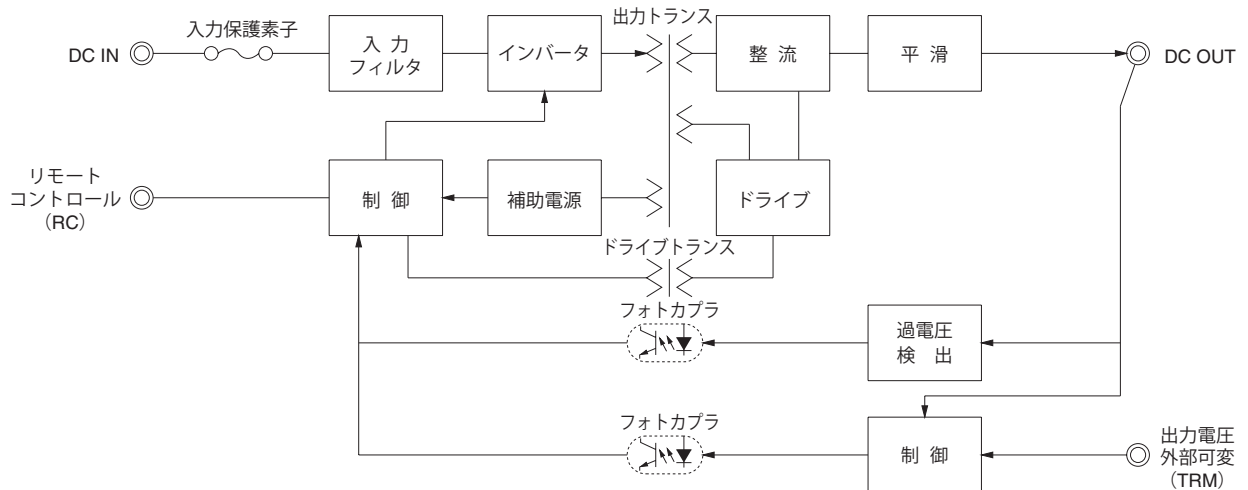 入力保護素子
出力トランス
DC IN
入 力
フィルタ
インバータ
整 流
平 滑
DC OUT
リモート
コントロール
（RC）
制 御
補助電源
ドライブ
ドライブトランス
フォトカプラ
過電圧
検 出
フォトカプラ
制 御
出力電圧
外部可変
（TRM）